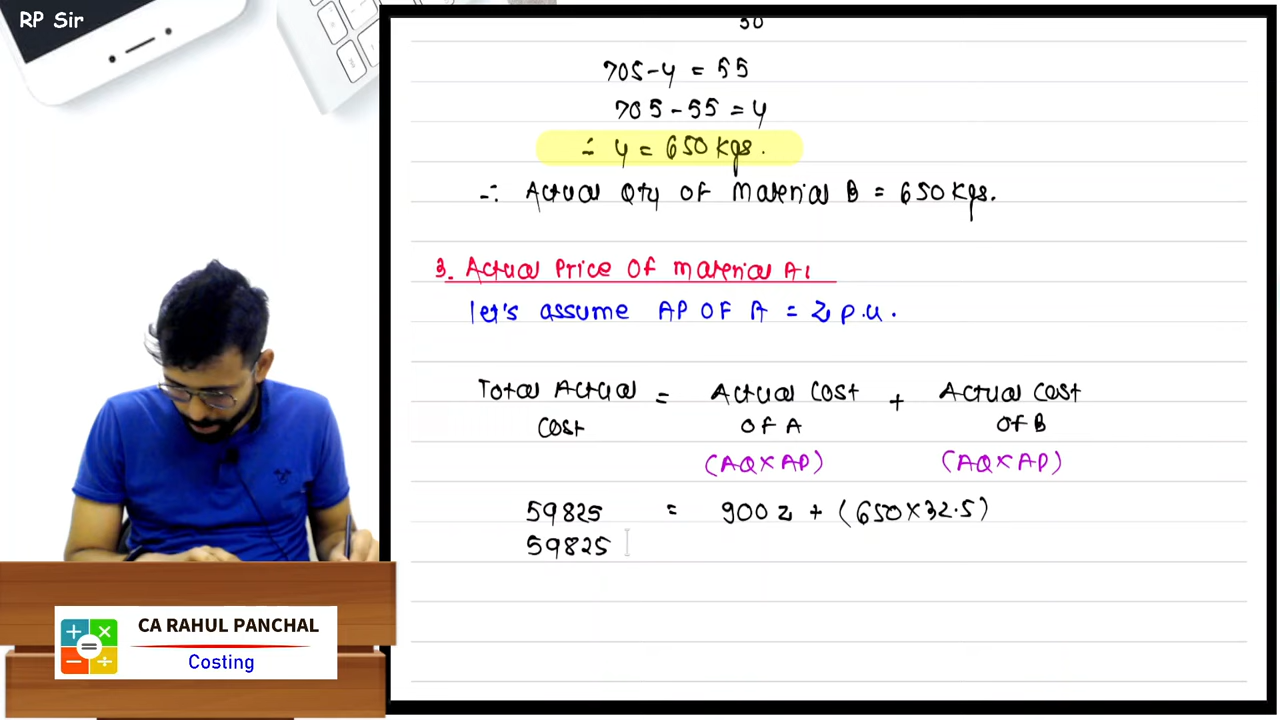 RP Sir
50
705-y = 55
705-55 = y
∴ y = 650 kgs.
∴ Actual Qty of Material B = 650 kgs.
3. Actual Price of Material A:
let's assume AP of A = z p.u.
Total Actual Cost = Actual Cost of A + Actual Cost of B
(AQ×AP) (AQ×AP)
59825 = 900z + (650×32.5)
59825
CA RAHUL PANCHAL
Costing